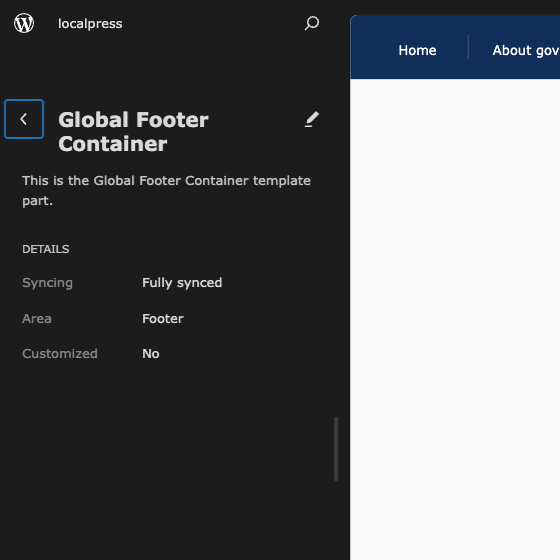 localpress
Home
About gov
Global Footer
Container
This is the Global Footer Container template
part.
DETAILS
Syncing Fully synced
Area Footer
Customized No